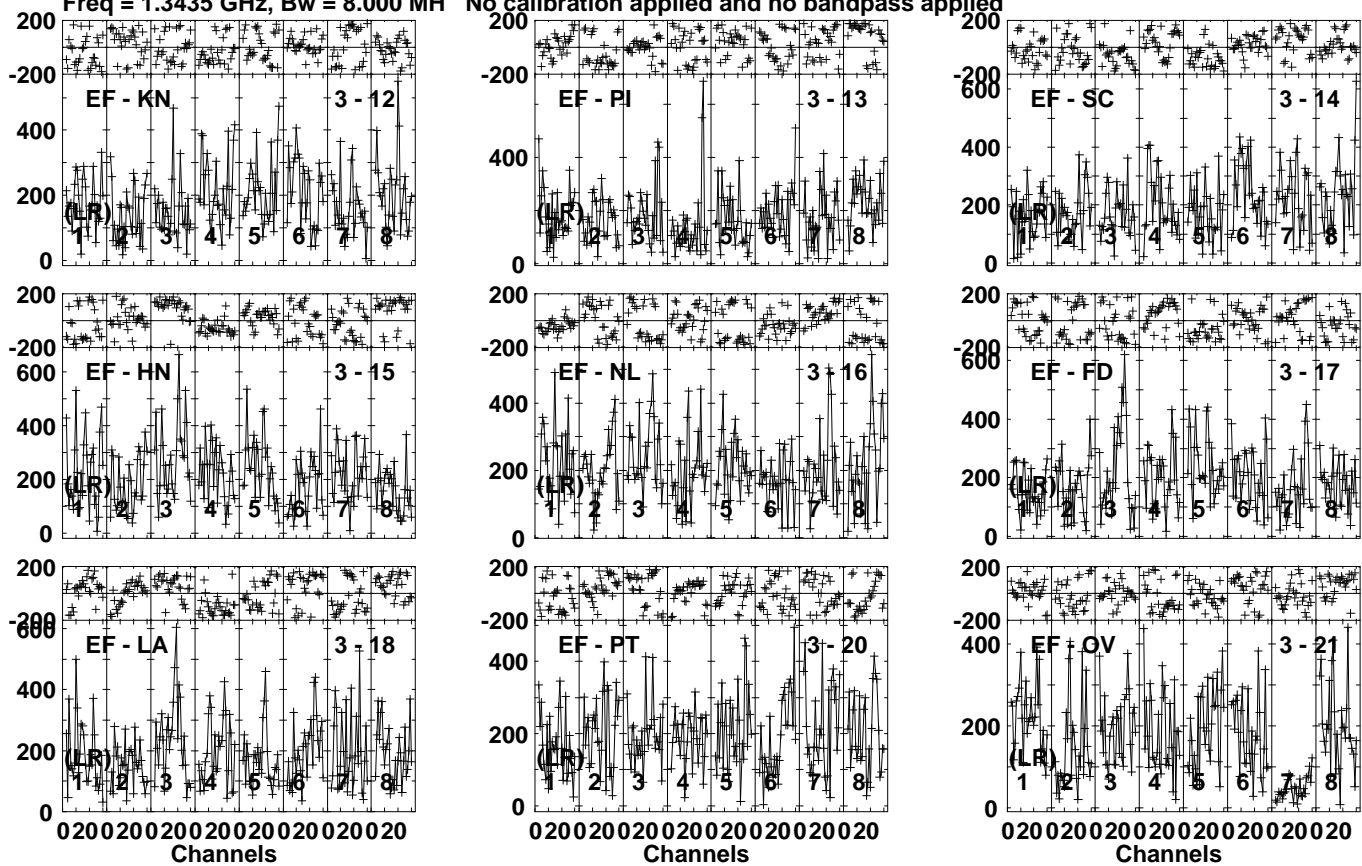 Freq = 1.3435 GHz, Bw = 8.000 MH No calibration applied and no bandpass applied
200
-200
EF - KN 3 - 12
400
200
0
(LR)
1 2 3 4 5 6 7 8
200
-200
EF - PI 3 - 13
400
0
(LR)
1 2 3 4 5 6 7 8
200
-200
600
EF - SC 3 - 14
400
200
0
(LR)
1 2 3 4 5 6 7 8
200
-200
EF - HN 3 - 15
600
400
200
0
(LR)
1 2 3 4 5 6 7 8
200
-200
EF - NL 3 - 16
400
200
0
(LR)
1 2 3 4 5 6 7 8
200
-200
600
EF - FD 3 - 17
400
200
0
(LR)
1 2 3 4 5 6 7 8
200
-200
600
EF - LA 3 - 18
400
200
0
(LR)
1 2 3 4 5 6 7 8
0 20 0 20 0 20 0 20 0 20 0 20 0 20 0 20
Channels
200
-200
EF - PT 3 - 20
400
200
0
(LR)
1 2 3 4 5 6 7 8
0 20 0 20 0 20 0 20 0 20 0 20 0 20 0 20
Channels
200
-200
EF - OV 3 - 21
400
200
0
(LR)
1 2 3 4 5 6 7 8
0 20 0 20 0 20 0 20 0 20 0 20 0 20 0 20
Channels